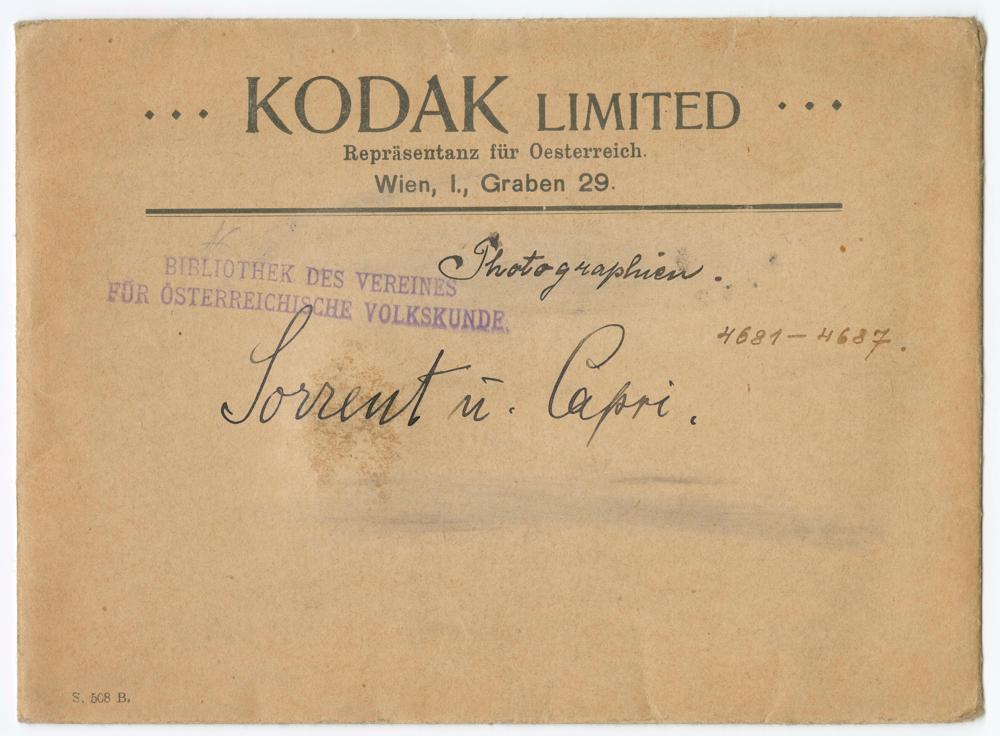 KODAK LIMITED
Repräsentanz für Oesterreich.
Wien, I., Graben 29.
Photographien.
BIBLIOTHEK DES VEREINES
FÜR ÖSTERREICHISCHE VOLKSKUNDE.
4681–4687.
Sorrent u. Capri.
S. 508 B.